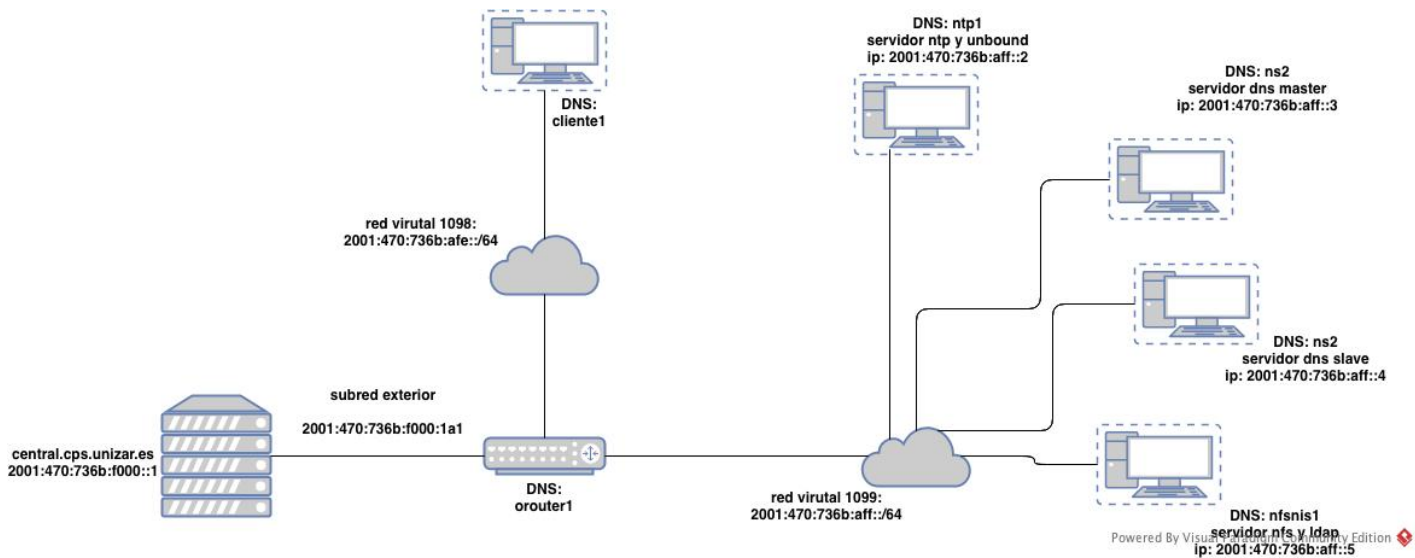 DNS: ntp1
servidor ntp y unbound
ip: 2001:470:736b:aff::2
DNS: ns2
servidor dns master
ip: 2001:470:736b:aff::3
DNS:
cliente1
red virutal 1098:
2001:470:736b:afe::/64
DNS: ns2
servidor dns slave
ip: 2001:470:736b:aff::4
subred exterior
2001:470:736b:f000:1a1
central.cps.unizar.es
2001:470:736b:f000::1
DNS:
orouter1
red virutal 1099:
2001:470:736b:aff::/64
DNS: nfsnis1
servidor nfs y ldap
ip: 2001:470:736b:aff::5
Powered By Visual Paradigm Community Edition